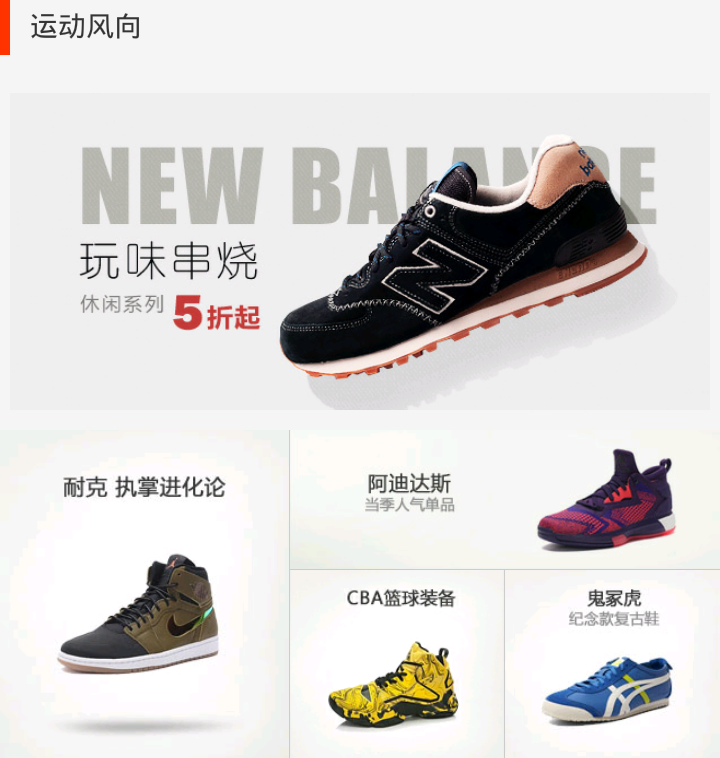 运动风向
NEW BALANCE
玩味串烧
休闲系列 5折起
耐克 执掌进化论
阿迪达斯
当季人气单品
CBA篮球装备
鬼冢虎
纪念款复古鞋